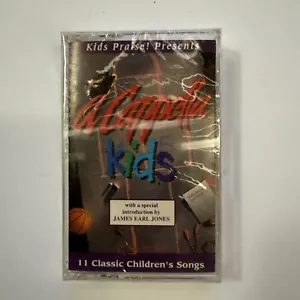 Kids Praise! Presents
a Cappella
kids
with a special
introduction by
JAMES EARL JONES
11 Classic Children's Songs